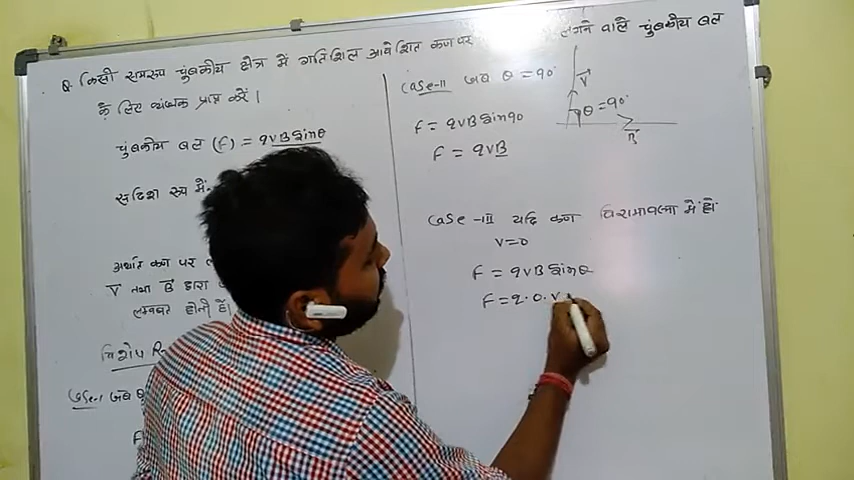 Q. किसी समरूप चुंबकीय क्षेत्र में गतिशिल आवेशित कण पर लगने वाले चुंबकीय बल
के लिए व्यंजक प्राप्त करें।
चुंबकीय बल (F) = qvBsinθ
सदिश रूप में
अर्थात कण पर
V तथा B द्वारा
लम्बवत होती हैं।
विशेष
Case-I जब
Case-II जब θ = 90°
F = qvBsin90
F = qvB
V
θ = 90°
B
Case-III यदि कण विरामावस्था में हों
v=0
F = qvBsinθ
F = q.0.